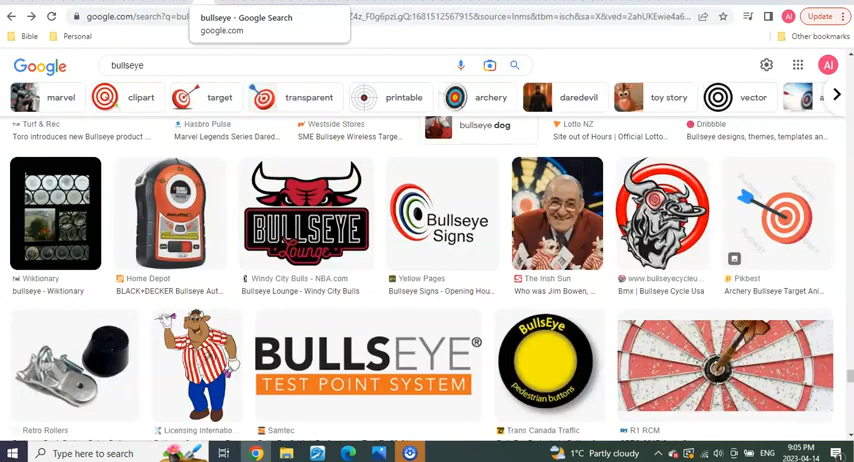 bullseye - Google Search
google.com
google.com/search?q=bul
Z4z_F0g6pzLgQ:1681512567915&source=lnms&tbm=isch&sa=X&ved=2ahUKEwie4a6...
AI
Update
Bible
Personal
Other bookmarks
Google
bullseye
AI
marvel
clipart
target
transparent
printable
archery
daredevil
toy story
vector
Turf & Rec
Hasbro Pulse
Westside Stores
bullseye dog
Lotto NZ
Dribbble
Toro introduces new Bullseye product ...
Marvel Legends Series Dared...
SME Bullseye Wireless Targe...
Site out of Hours | Official Lotto...
Bullseye designs, themes, templates an...
BULLSEYE
Lounge
Bullseye
Signs
Wiktionary
Home Depot
Windy City Bulls - NBA.com
Yellow Pages
The Irish Sun
www.bullseyecycleu...
Pikbest
bullseye - Wiktionary
BLACK+DECKER Bullseye Aut...
Bullseye Lounge - Windy City Bulls
Bullseye Signs - Opening Hou...
Who was Jim Bowen, ...
Bmx | Bullseye Cycle Usa
Archery Bullseye Target Ani...
BULLSEYE®
TEST POINT SYSTEM
BullsEye
pedestrian buttons
Retro Rollers
Licensing Internatio...
Samtec
Trans Canada Traffic
R1 RCM
Type here to search
1°C Partly cloudy
ENG
9:05 PM
2023-04-14